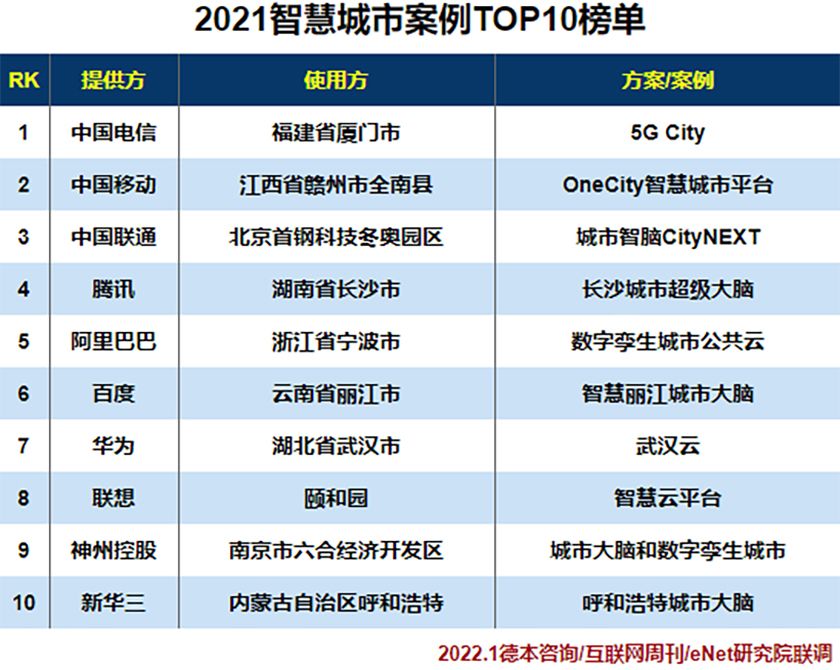 2021智慧城市案例TOP10榜单
RK 提供方 使用方 方案/案例
1 中国电信 福建省厦门市 5G City
2 中国移动 江西省赣州市全南县 OneCity智慧城市平台
3 中国联通 北京首钢科技冬奥园区 城市智脑CityNEXT
4 腾讯 湖南省长沙市 长沙城市超级大脑
5 阿里巴巴 浙江省宁波市 数字孪生城市公共云
6 百度 云南省丽江市 智慧丽江城市大脑
7 华为 湖北省武汉市 武汉云
8 联想 颐和园 智慧云平台
9 神州控股 南京市六合经济开发区 城市大脑和数字孪生城市
10 新华三 内蒙古自治区呼和浩特 呼和浩特城市大脑
2022.1德本咨询/互联网周刊/eNet研究院联调